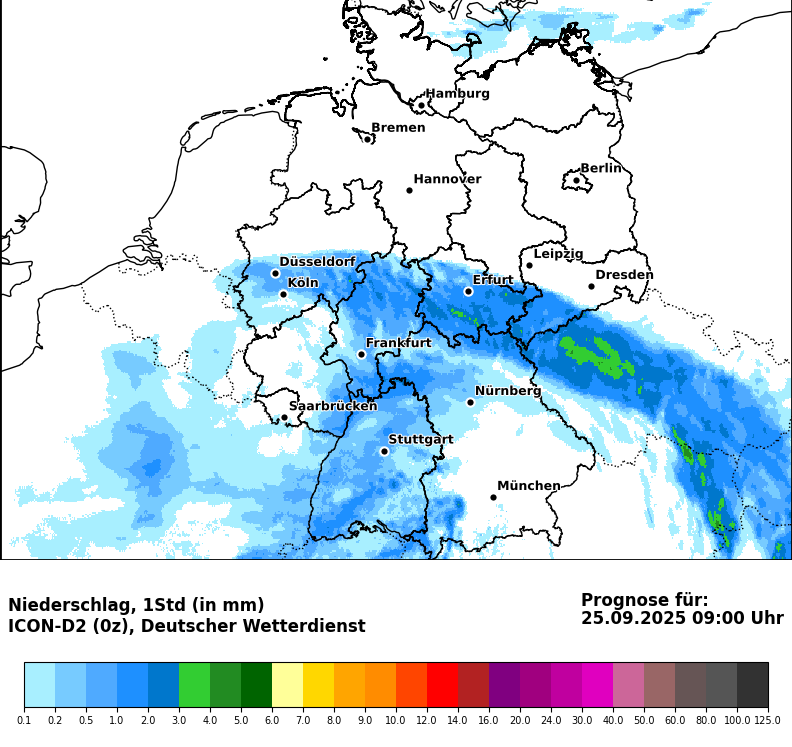 Hamburg
Bremen
Berlin
Hannover
Leipzig
Düsseldorf
Dresden
Köln
Erfurt
Frankfurt
Nürnberg
Saarbrücken
Stuttgart
München
Niederschlag, 1Std (in mm)
ICON-D2 (0z), Deutscher Wetterdienst
Prognose für:
25.09.2025 09:00 Uhr
0.1 0.2 0.5 1.0 2.0 3.0 4.0 5.0 6.0 7.0 8.0 9.0 10.0 12.0 14.0 16.0 20.0 24.0 30.0 40.0 50.0 60.0 80.0 100.0 125.0